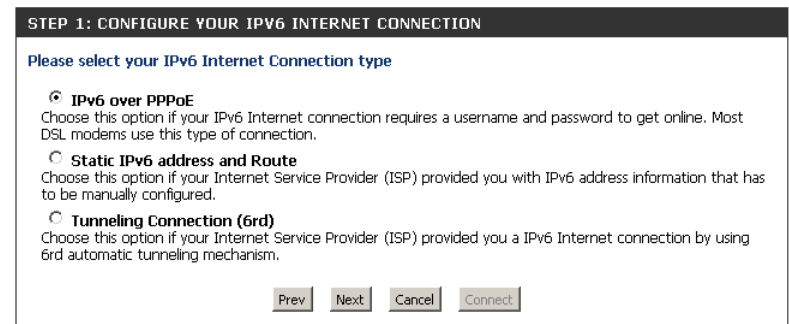 STEP 1: CONFIGURE YOUR IPV6 INTERNET CONNECTION
Please select your IPv6 Internet Connection type
IPv6 over PPPoE
Choose this option if your IPv6 Internet connection requires a username and password to get online. Most
DSL modems use this type of connection.
Static IPv6 address and Route
Choose this option if your Internet Service Provider (ISP) provided you with IPv6 address information that has
to be manually configured.
Tunneling Connection (6rd)
Choose this option if your Internet Service Provider (ISP) provided you a IPv6 Internet connection by using
6rd automatic tunneling mechanism.
Prev Next Cancel Connect